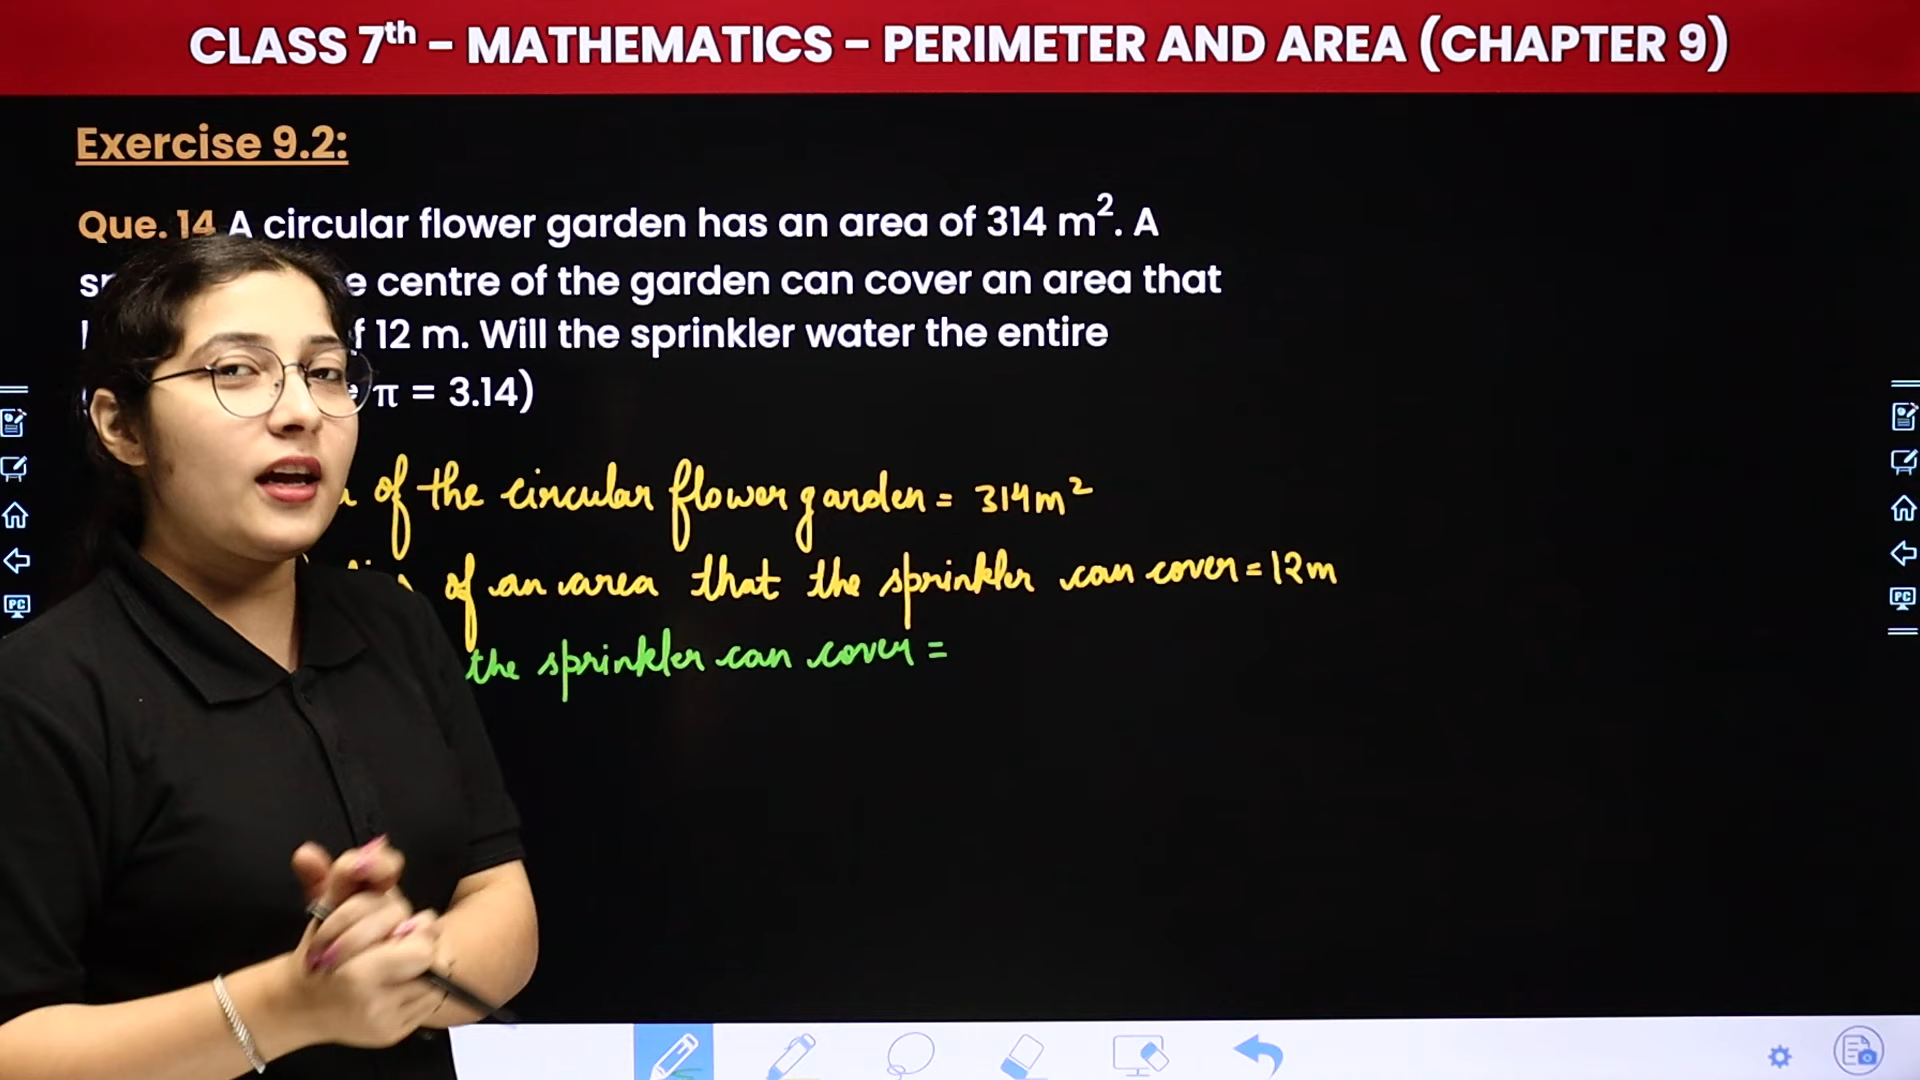 CLASS 7th - MATHEMATICS - PERIMETER AND AREA (CHAPTER 9)
Exercise 9.2:
Que. 14 A circular flower garden has an area of 314 m². A
centre of the garden can cover an area that
12 m. Will the sprinkler water the entire
π = 3.14)
of the circular flower garden = 314m²
of an area that the sprinkler can cover = 12m
the sprinkler can cover =
PC
PC